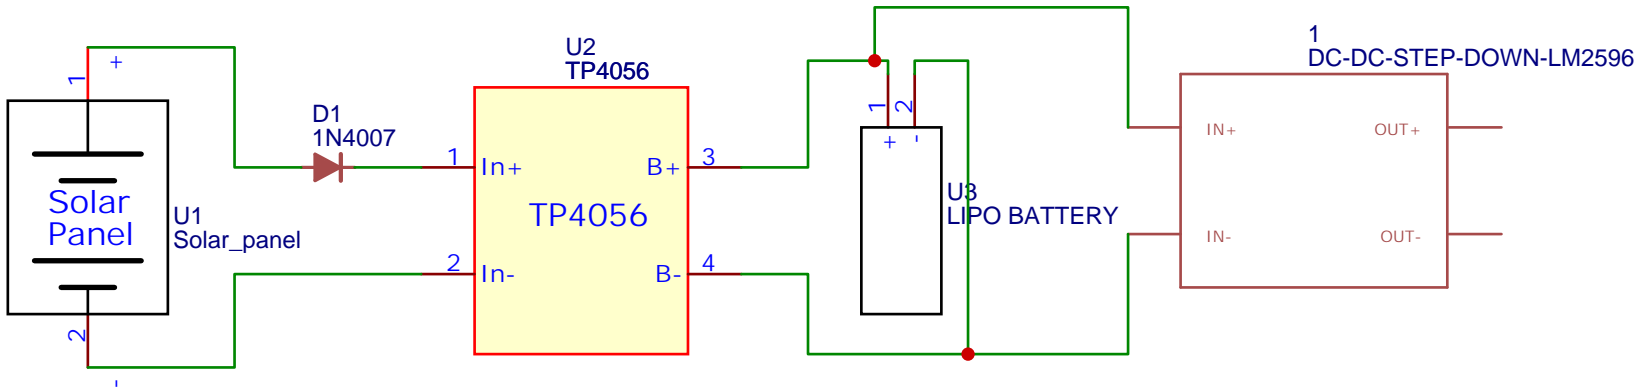 1
+
Solar
Panel
2
-
U1
Solar_panel
D1
1N4007
U2
TP4056
1
In+
2
In-
TP4056
B+
3
B-
4
1
2
+
-
U3
LIPO BATTERY
1
DC-DC-STEP-DOWN-LM2596
IN+
OUT+
IN-
OUT-